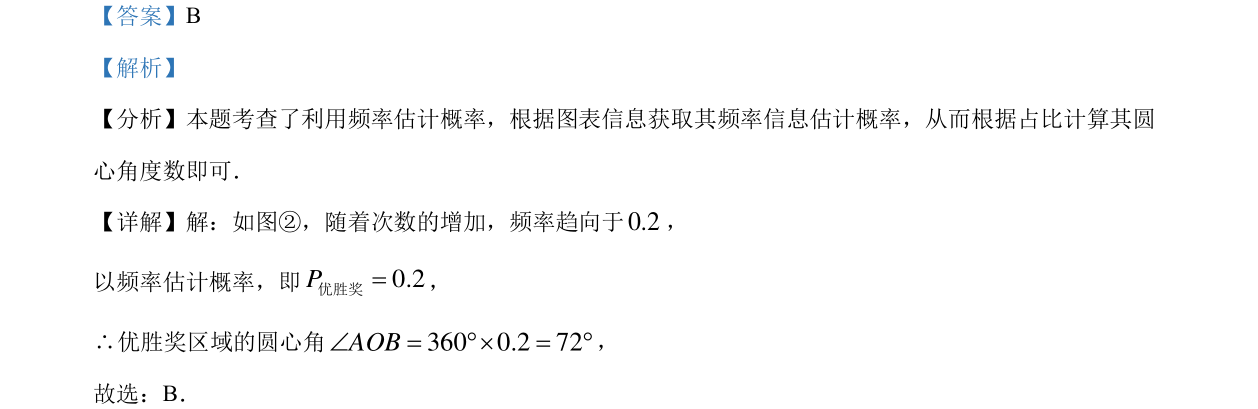 【答案】B
【解析】
【分析】本题考查了利用频率估计概率，根据图表信息获取其频率信息估计概率，从而根据占比计算其圆
心角度数即可．
【详解】解：如图②，随着次数的增加，频率趋向于0.2，
以频率估计概率，即P优胜奖=0.2，
∴优胜奖区域的圆心角∠AOB=360°×0.2=72°，
故选：B．